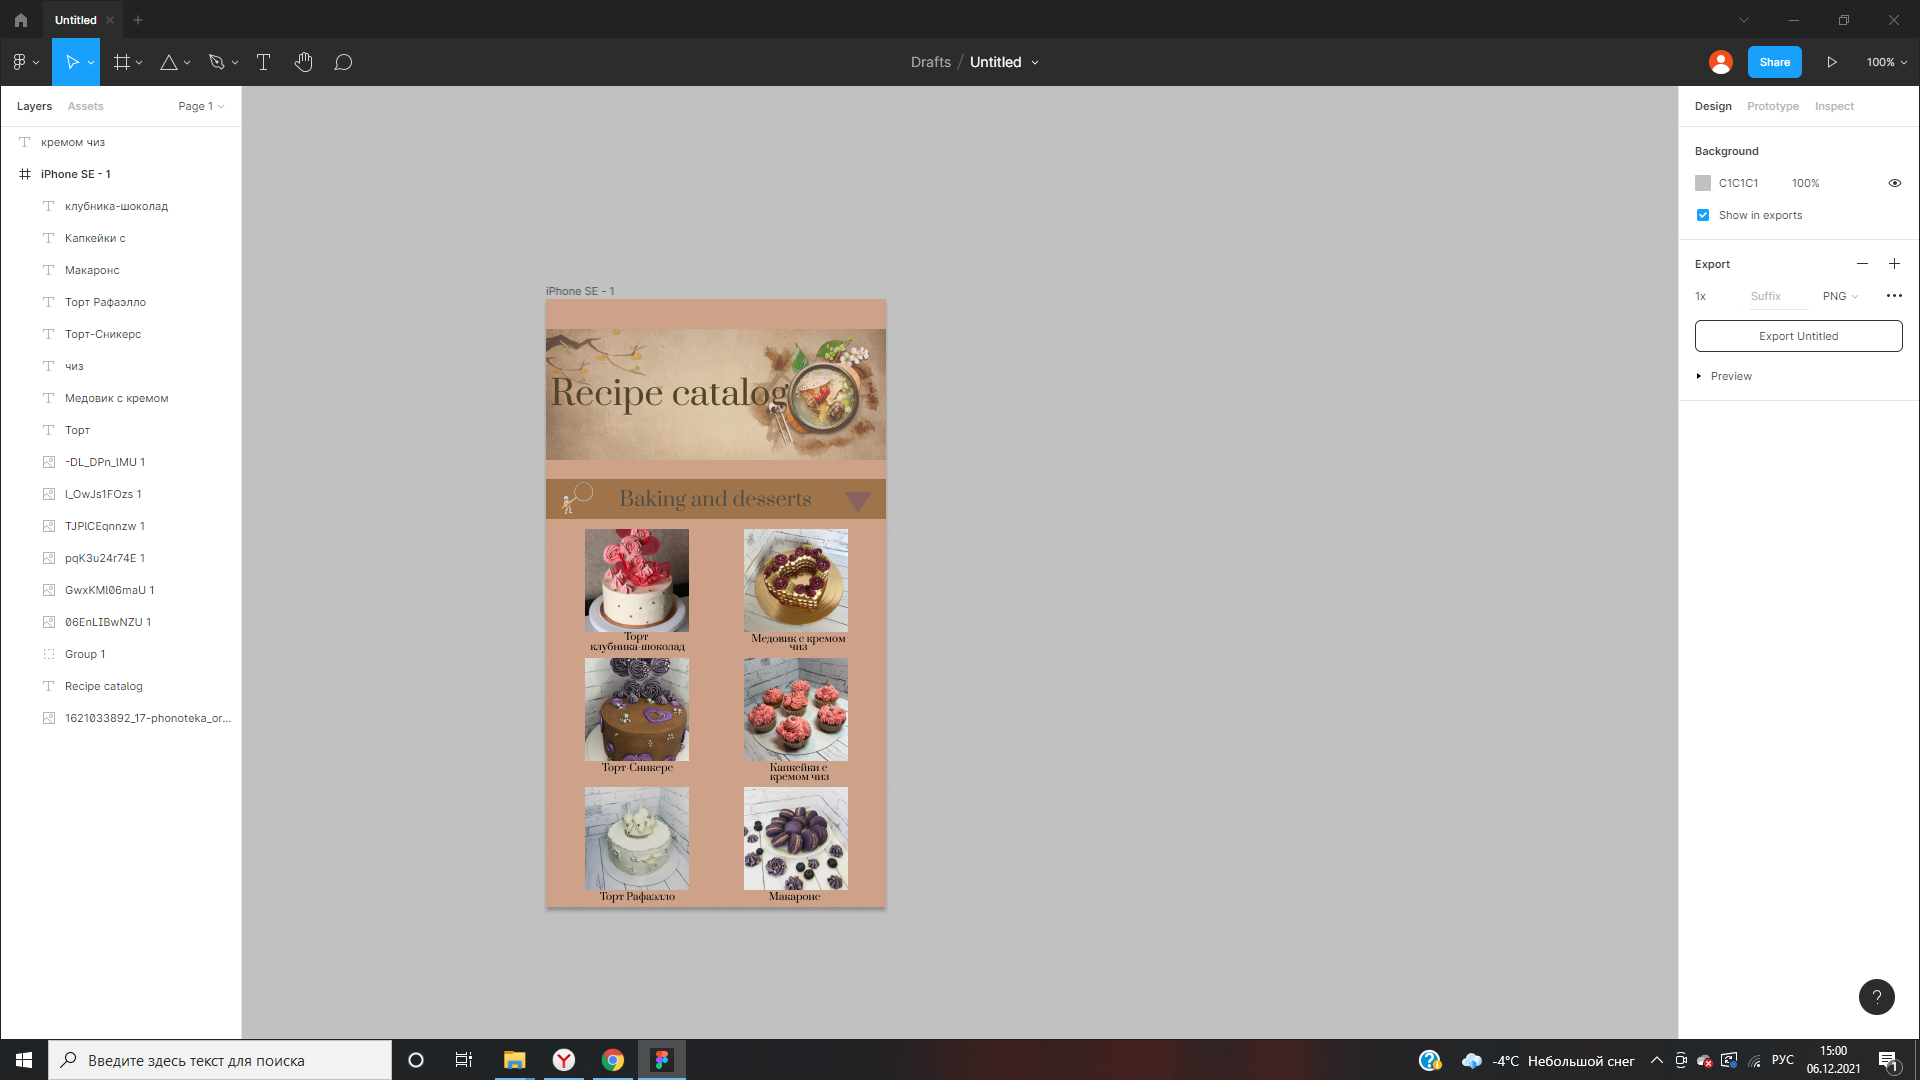 Untitled
Drafts / Untitled
Share
100%
Layers
Assets
Page 1
кремом чиз
iPhone SE - 1
клубника-шоколад
Капкейки с
Макаронс
Торт Рафаэлло
Торт-Сникерс
чиз
Медовик с кремом
Торт
-DL_DPn_lMU 1
l_OwJs1FOzs 1
TJPlCEqnnzw 1
pqK3u24r74E 1
GwxKMl06maU 1
06EnLIBwNZU 1
Group 1
Recipe catalog
1621033892_17-phonoteka_or...
iPhone SE - 1
Recipe catalog
Baking and desserts
Торт
клубника-шоколад
Медовик с кремом
чиз
Торт-Сникерс
Капкейки с
кремом чиз
Торт Рафаэлло
Макаронс
Design
Prototype
Inspect
Background
C1C1C1
100%
Show in exports
Export
1x
Suffix
PNG
Export Untitled
Preview
?
Введите здесь текст для поиска
-4°C Небольшой снег
РУС
15:00
06.12.2021
1